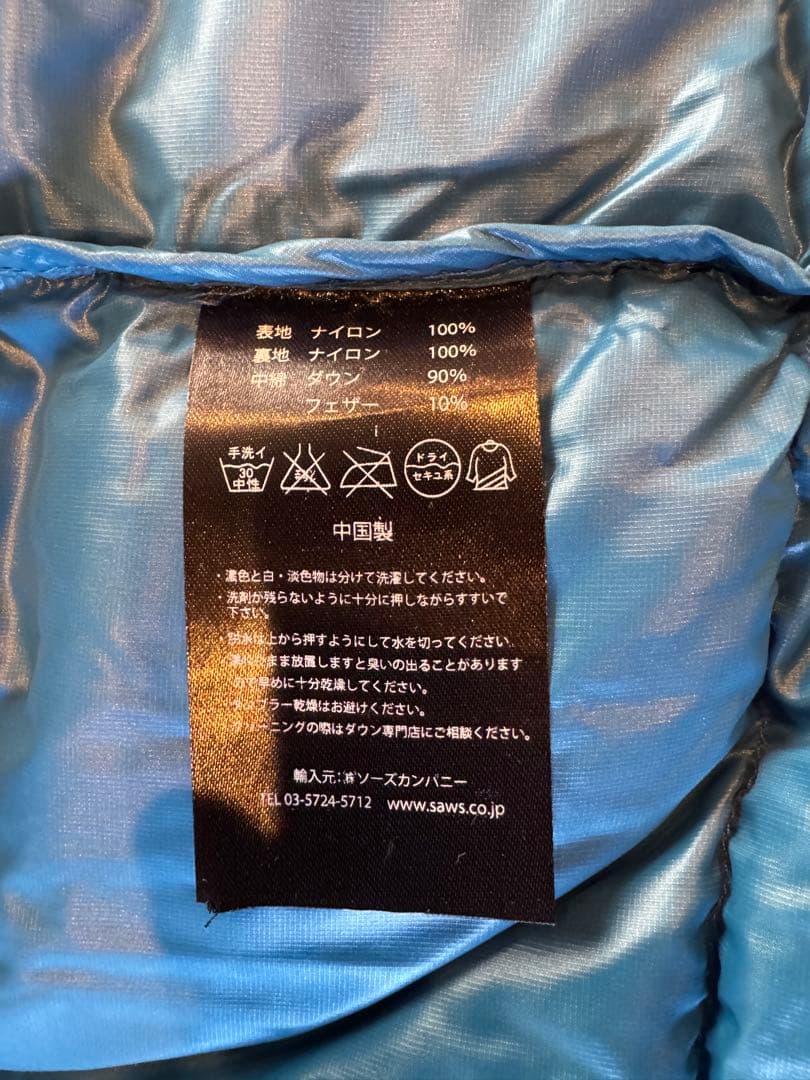 表地 ナイロン 100%
裏地 ナイロン 100%
中綿 ダウン 90%
フェザー 10%
手洗イ
30
中性
ドライ
セキユ系
中国製
・濃色と白・淡色物は分けて洗濯してください。
・洗剤が残らないように十分に押しながらすすいで
下さい。
・脱水は上から押すようにして水を切ってください。
まま放置しますと臭いの出ることがあります
ので早めに十分乾燥してください。
・タンブラー乾燥はお避けください。
・クリーニングの際はダウン専門店にご相談ください。
輸入元:㈱ソーズカンパニー
TEL 03-5724-5712 www.saws.co.jp